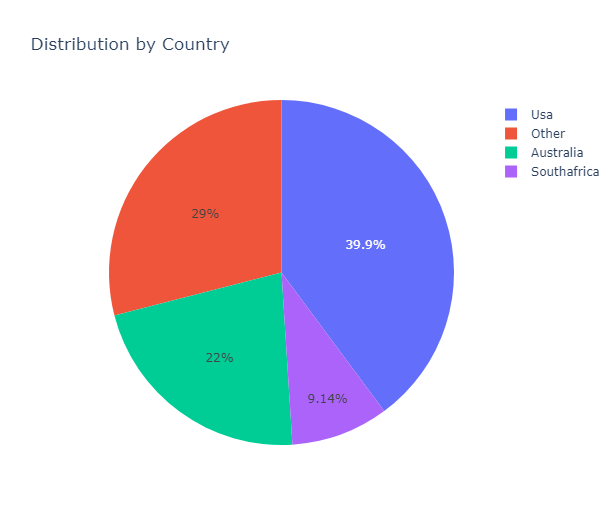 Distribution by Country
Usa
Other
Australia
Southafrica
29%
39.9%
22%
9.14%